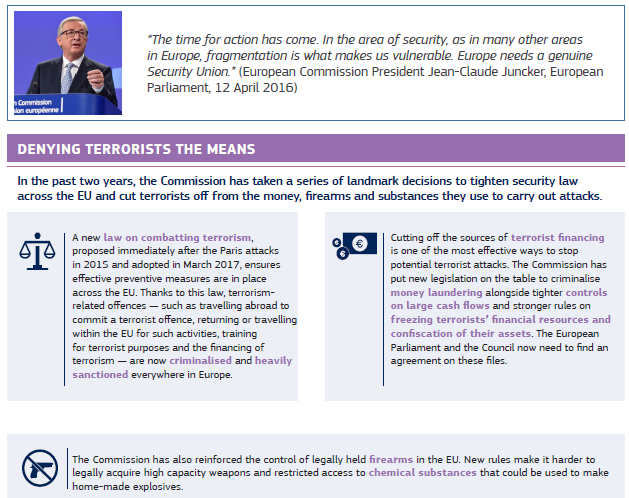 “The time for action has come. In the area of security, as in many other areas
in Europe, fragmentation is what makes us vulnerable. Europe needs a genuine
Security Union.” (European Commission President Jean-Claude Juncker, European
Parliament, 12 April 2016)
n Commission
ion européenne
DENYING TERRORISTS THE MEANS
In the past two years, the Commission has taken a series of landmark decisions to tighten security law
across the EU and cut terrorists off from the money, firearms and substances they use to carry out attacks.
A new law on combatting terrorism,
proposed immediately after the Paris attacks
in 2015 and adopted in March 2017, ensures
effective preventive measures are in place
across the EU. Thanks to this law, terrorism-
related offences — such as travelling abroad to
commit a terrorist offence, returning or travelling
within the EU for such activities, training
for terrorist purposes and the financing of
terrorism — are now criminalised and heavily
sanctioned everywhere in Europe.
€
€
€
Cutting off the sources of terrorist financing
is one of the most effective ways to stop
potential terrorist attacks. The Commission has
put new legislation on the table to criminalise
money laundering alongside tighter controls
on large cash flows and stronger rules on
freezing terrorists’ financial resources and
confiscation of their assets. The European
Parliament and the Council now need to find an
agreement on these files.
The Commission has also reinforced the control of legally held firearms in the EU. New rules make it harder to
legally acquire high capacity weapons and restricted access to chemical substances that could be used to make
home-made explosives.